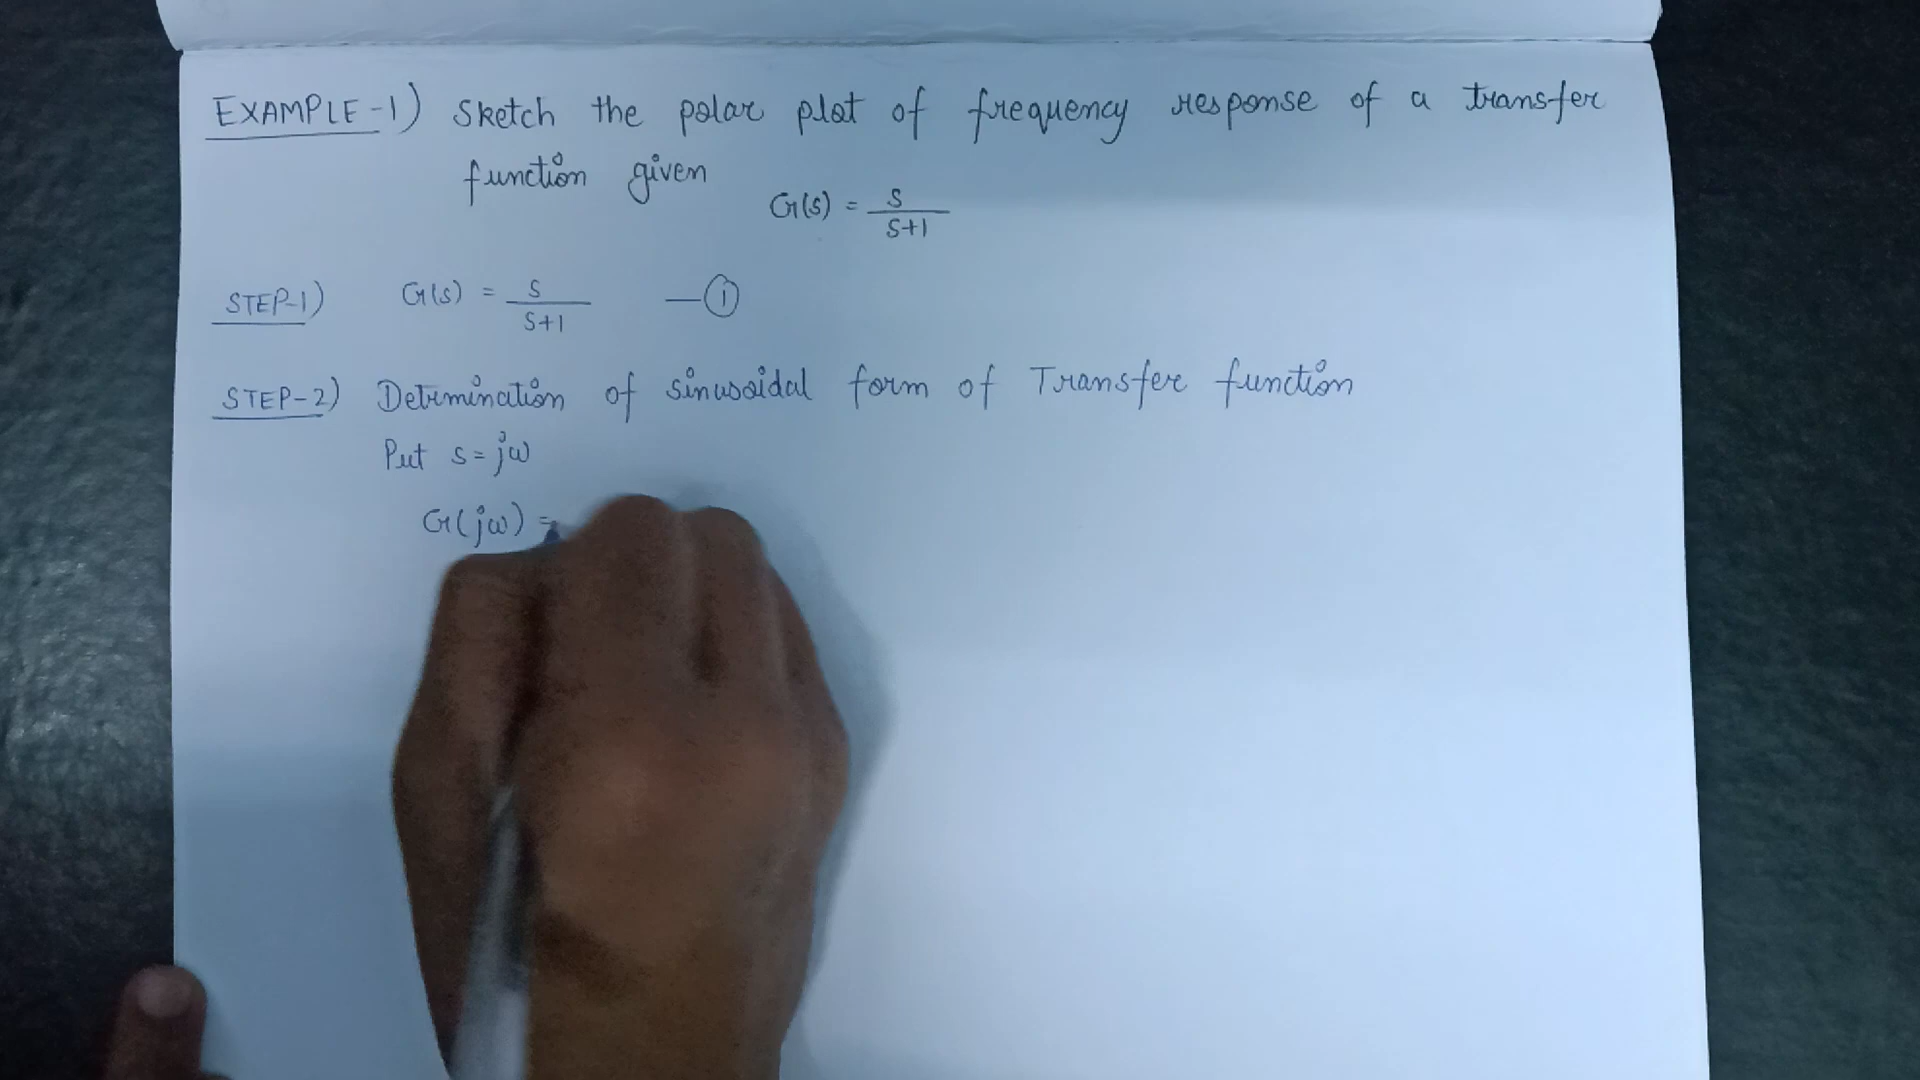 EXAMPLE-1) Sketch the polar plot of frequency response of a transfer
function given
G(s) = s / s+1
STEP-1) G(s) = s / s+1 —①
STEP-2) Detrmination of sinusoidal form of Transfer function
Put s = jω
G(jω) =